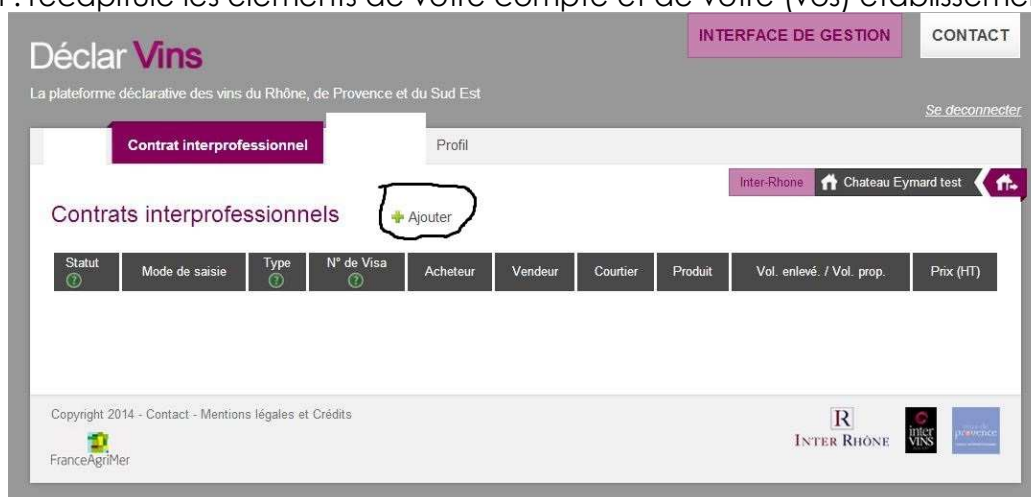 : récapitule les éléments de votre compte et de votre (vos) établisseme
INTERFACE DE GESTION
CONTACT
Déclar Vins
La plateforme déclarative des vins du Rhône, de Provence et du Sud Est
Se deconnecter
Contrat interprofessionnel
Profil
Inter-Rhone Chateau Eymard test
Contrats interprofessionnels
Ajouter
Statut Mode de saisie Type N° de Visa Acheteur Vendeur Courtier Produit Vol. enlevé. / Vol. prop. Prix (HT)
Copyright 2014 - Contact - Mentions légales et Crédits
FranceAgriMer
R
INTER RHÔNE
inter
VINS
provence